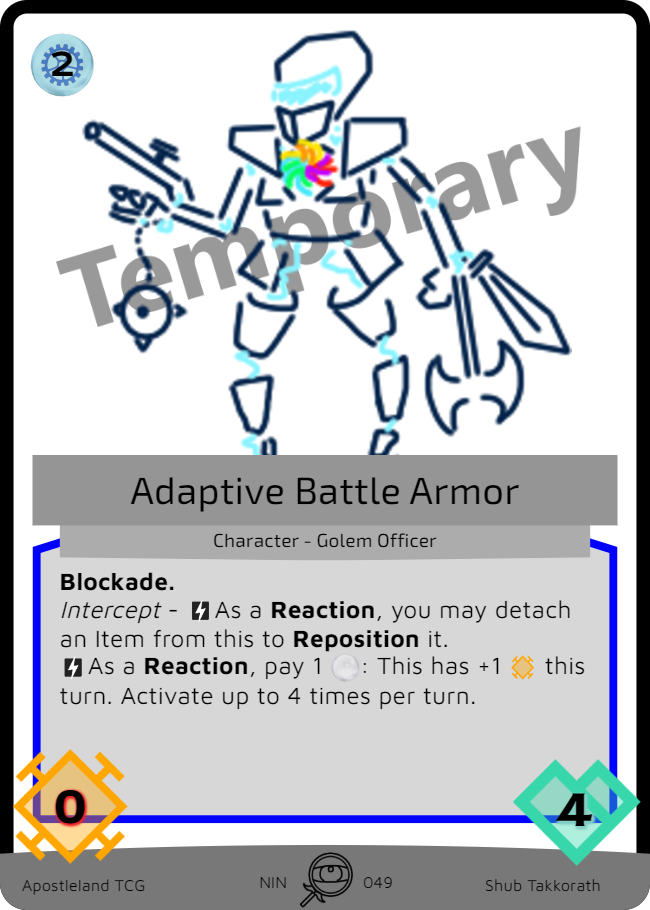 2
Temporary
Adaptive Battle Armor
Character - Golem Officer
Blockade.
Intercept - As a Reaction, you may detach
an Item from this to Reposition it.
As a Reaction, pay 1 : This has +1 this
turn. Activate up to 4 times per turn.
0
4
Apostleland TCG
NIN 049
Shub Takkorath